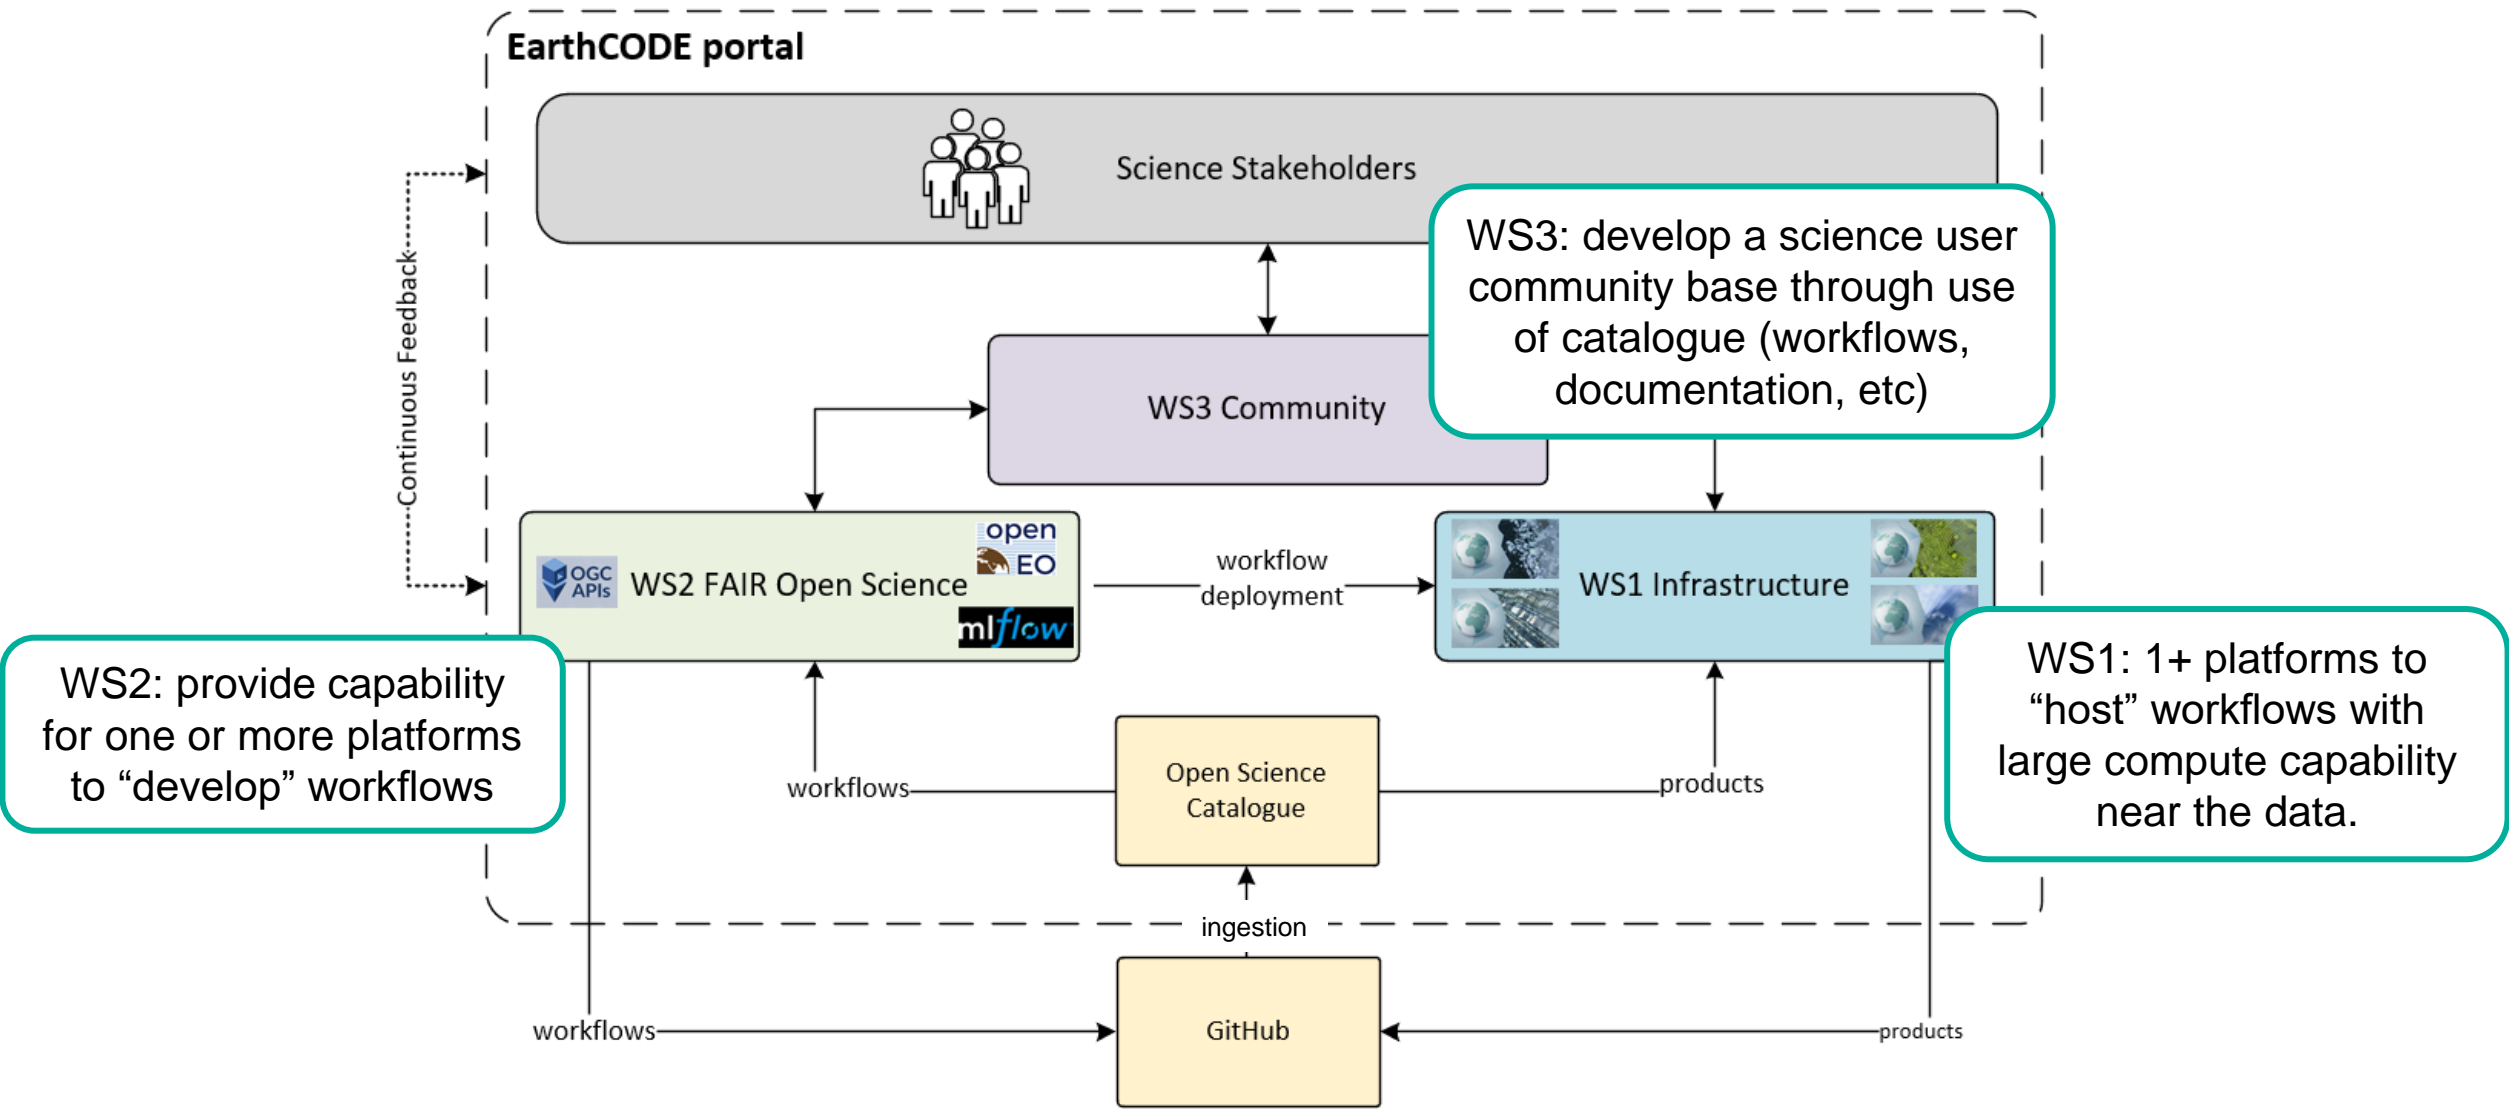 EarthCODE portal
Science Stakeholders
WS3: develop a science user
community base through use
of catalogue (workflows,
documentation, etc)
Continuous Feedback
WS3 Community
OGC
APIs
WS2 FAIR Open Science
open
EO
mlflow
workflow
deployment
WS1 Infrastructure
WS2: provide capability
for one or more platforms
to “develop” workflows
WS1: 1+ platforms to
“host” workflows with
large compute capability
near the data.
workflows
Open Science
Catalogue
products
ingestion
workflows
GitHub
products